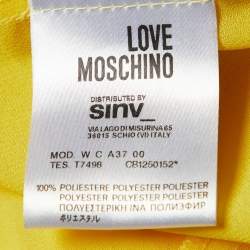 LOVE
MOSCHINO
DISTRIBUTED BY
sinv_
VIA LAGO DI MISURINA 65
36015 SCHIO (VI) ITALY
MOD. W C A37 00
TES. T7498 CB1250152*
100% POLIESTERE POLYESTER POLIESTER
POLYESTER POLYESTER POLIÉSTER
ΠΟΛΥΕΣΤΕΡΙΚΗ ΙΝΑ ПОЛИЭФИР
ポリエステル